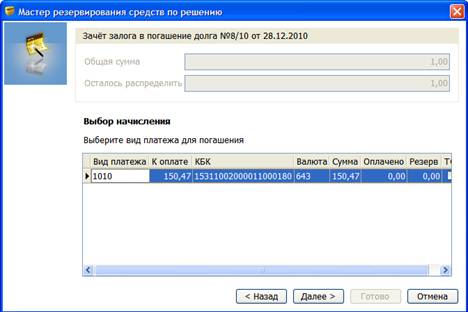 Мастер резервирования средств по решению
Зачёт залога в погашение долга №8/10 от 28.12.2010
Общая сумма 1,00
Осталось распределить 1,00
Выбор начисления
Выберите вид платежа для погашения
Вид платежа К оплате КБК Валюта Сумма Оплачено Резерв
1010 150,47 15311002000011000180 643 150,47 0,00 0,00
< Назад Далее > Готово Отмена